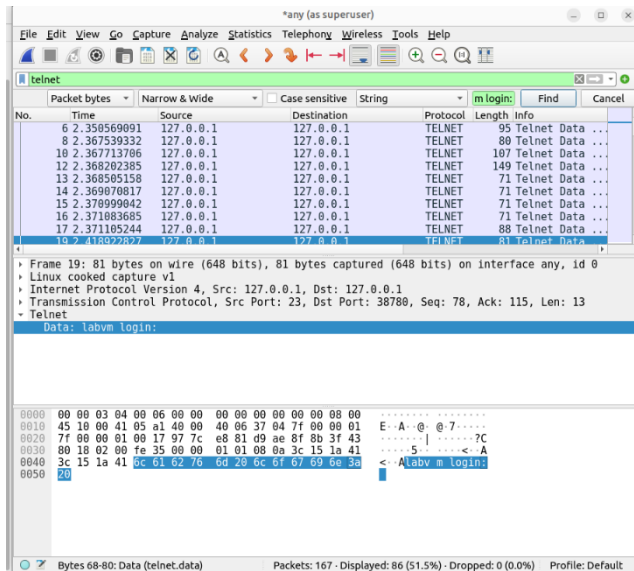 *any (as superuser)
File Edit View Go Capture Analyze Statistics Telephony Wireless Tools Help
telnet
Packet bytes Narrow & Wide Case sensitive String m login: Find Cancel
No. Time Source Destination Protocol Length Info
6 2.350569091 127.0.0.1 127.0.0.1 TELNET 95 Telnet Data ...
8 2.367539332 127.0.0.1 127.0.0.1 TELNET 80 Telnet Data ...
10 2.367713706 127.0.0.1 127.0.0.1 TELNET 107 Telnet Data ...
12 2.368202385 127.0.0.1 127.0.0.1 TELNET 149 Telnet Data ...
13 2.368505158 127.0.0.1 127.0.0.1 TELNET 71 Telnet Data ...
14 2.369070817 127.0.0.1 127.0.0.1 TELNET 71 Telnet Data ...
15 2.370999042 127.0.0.1 127.0.0.1 TELNET 71 Telnet Data ...
16 2.371083685 127.0.0.1 127.0.0.1 TELNET 71 Telnet Data ...
17 2.371105244 127.0.0.1 127.0.0.1 TELNET 88 Telnet Data ...
19 2.418922827 127.0.0.1 127.0.0.1 TELNET 81 Telnet Data ...
Frame 19: 81 bytes on wire (648 bits), 81 bytes captured (648 bits) on interface any, id 0
Linux cooked capture v1
Internet Protocol Version 4, Src: 127.0.0.1, Dst: 127.0.0.1
Transmission Control Protocol, Src Port: 23, Dst Port: 38780, Seq: 78, Ack: 115, Len: 13
Telnet
Data: labvm login:
0000 00 00 03 04 00 06 00 00 00 00 00 00 00 00 08 00 ········ ········
0010 45 10 00 41 05 a1 40 00 40 06 37 04 7f 00 00 01 E··A··@· @·7·····
0020 7f 00 00 01 00 17 97 7c e8 81 d9 ae 8f 8b 3f 43 ·······| ······?C
0030 80 18 02 00 fe 35 00 00 01 01 08 0a 3c 15 1a 41 ·····5·· ····<··A
0040 3c 15 1a 41 6c 61 62 76 6d 20 6c 6f 67 69 6e 3a <··Alabv m login:
0050 20
Bytes 68-80: Data (telnet.data) Packets: 167 · Displayed: 86 (51.5%) · Dropped: 0 (0.0%) Profile: Default